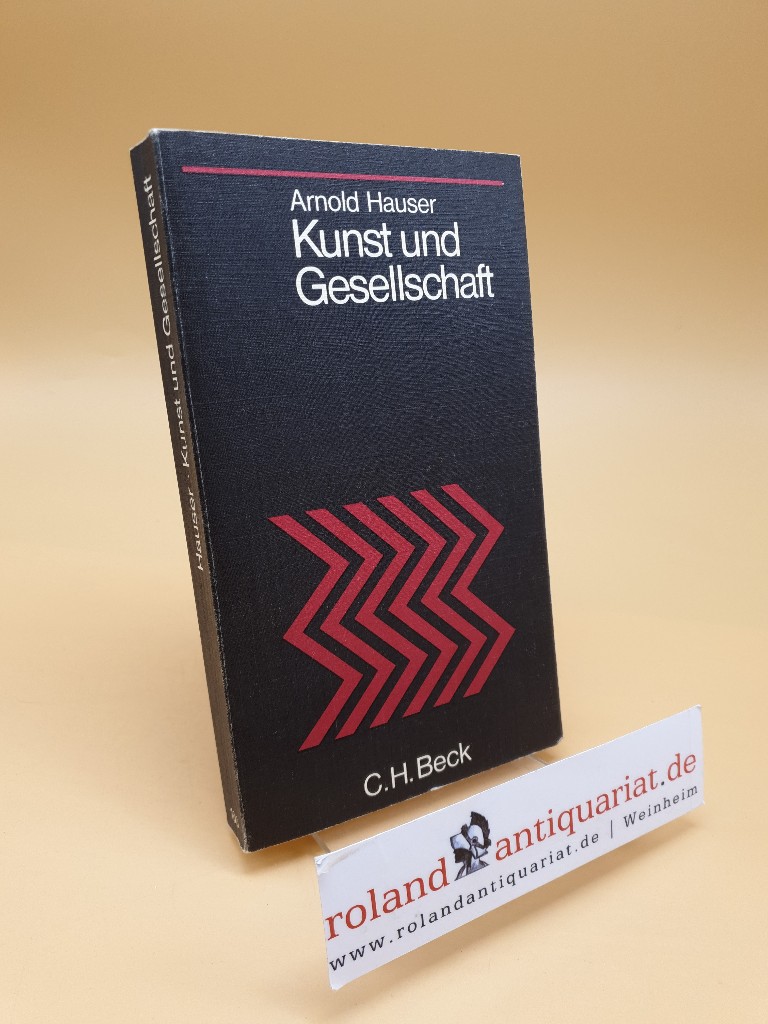 Arnold Hauser
Kunst und
Gesellschaft
C.H.Beck
Hauser · Kunst und Gesellschaft
roland antiquariat.de
www.rolandantiquariat.de | Weinheim